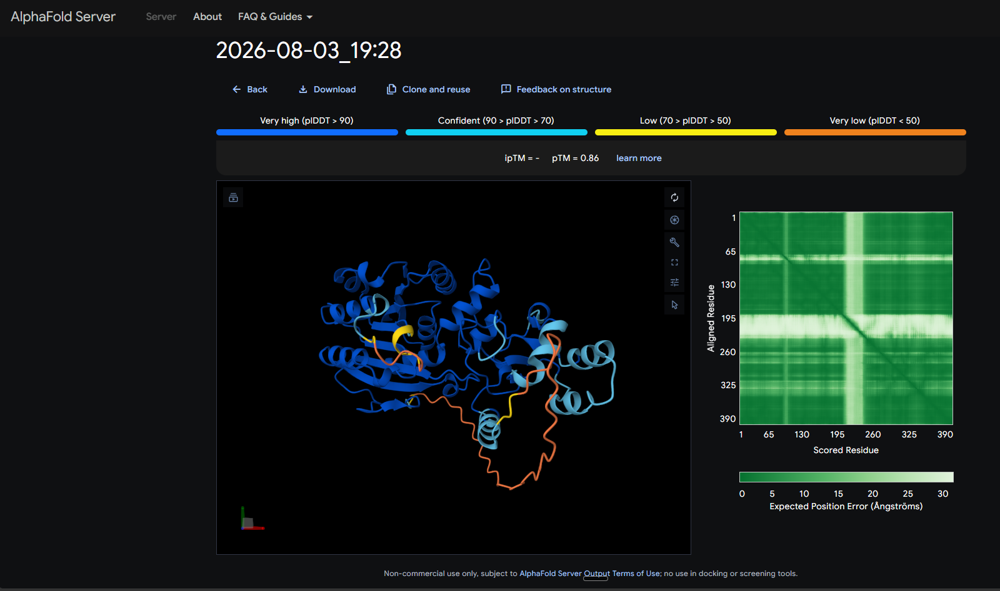 AlphaFold Server Server About FAQ & Guides
2026-08-03_19:28
Back Download Clone and reuse Feedback on structure
Very high (plDDT > 90) Confident (90 > plDDT > 70) Low (70 > plDDT > 50) Very low (plDDT < 50)
ipTM = - pTM = 0.86 learn more
1
65
130
195
260
325
390
Aligned Residue
1 65 130 195 260 325 390
Scored Residue
0 5 10 15 20 25 30
Expected Position Error (Ångströms)
Non-commercial use only, subject to AlphaFold Server Output Terms of Use; no use in docking or screening tools.